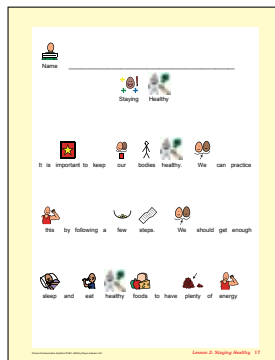 Name
Staying Healthy
It is important to keep our bodies healthy. We can practice
this by following a few steps. We should get enough
sleep and eat healthy foods to have plenty of energy
Lesson 2: Staying Healthy 11